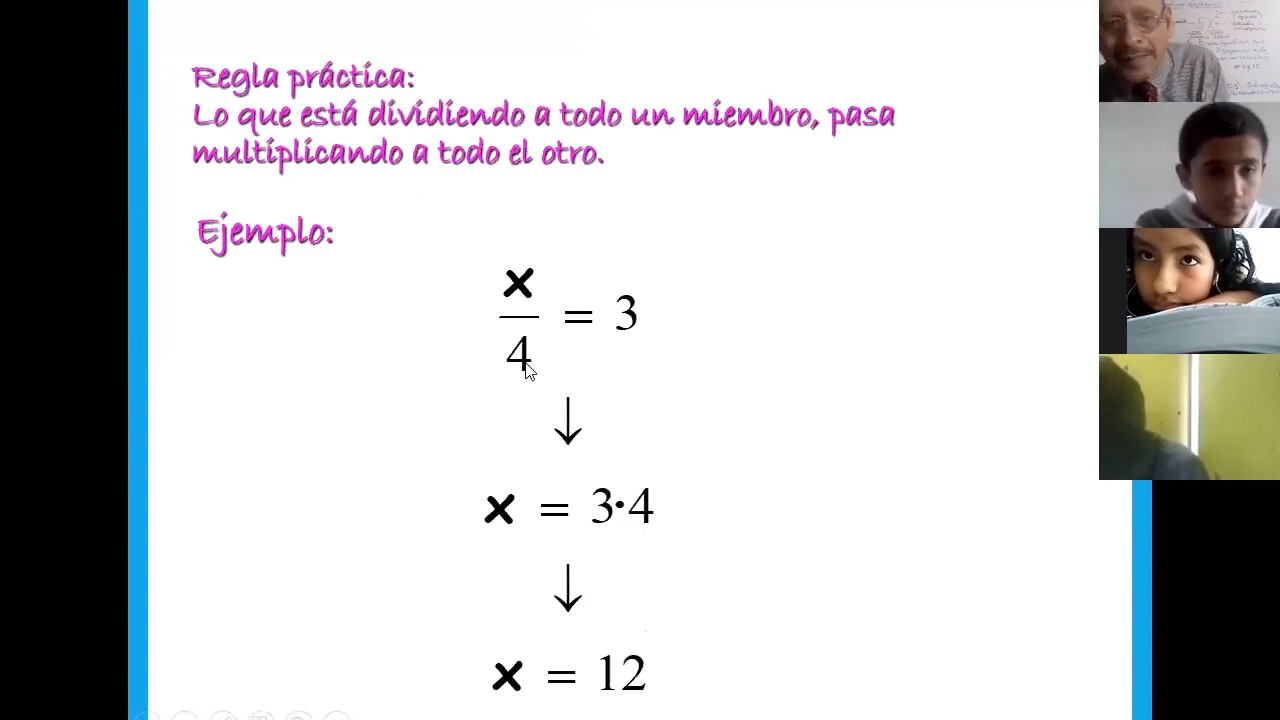 Regla práctica:
Lo que está dividiendo a todo un miembro, pasa
multiplicando a todo el otro.
Ejemplo:
x
4
= 3
↓
x = 3·4
↓
x = 12